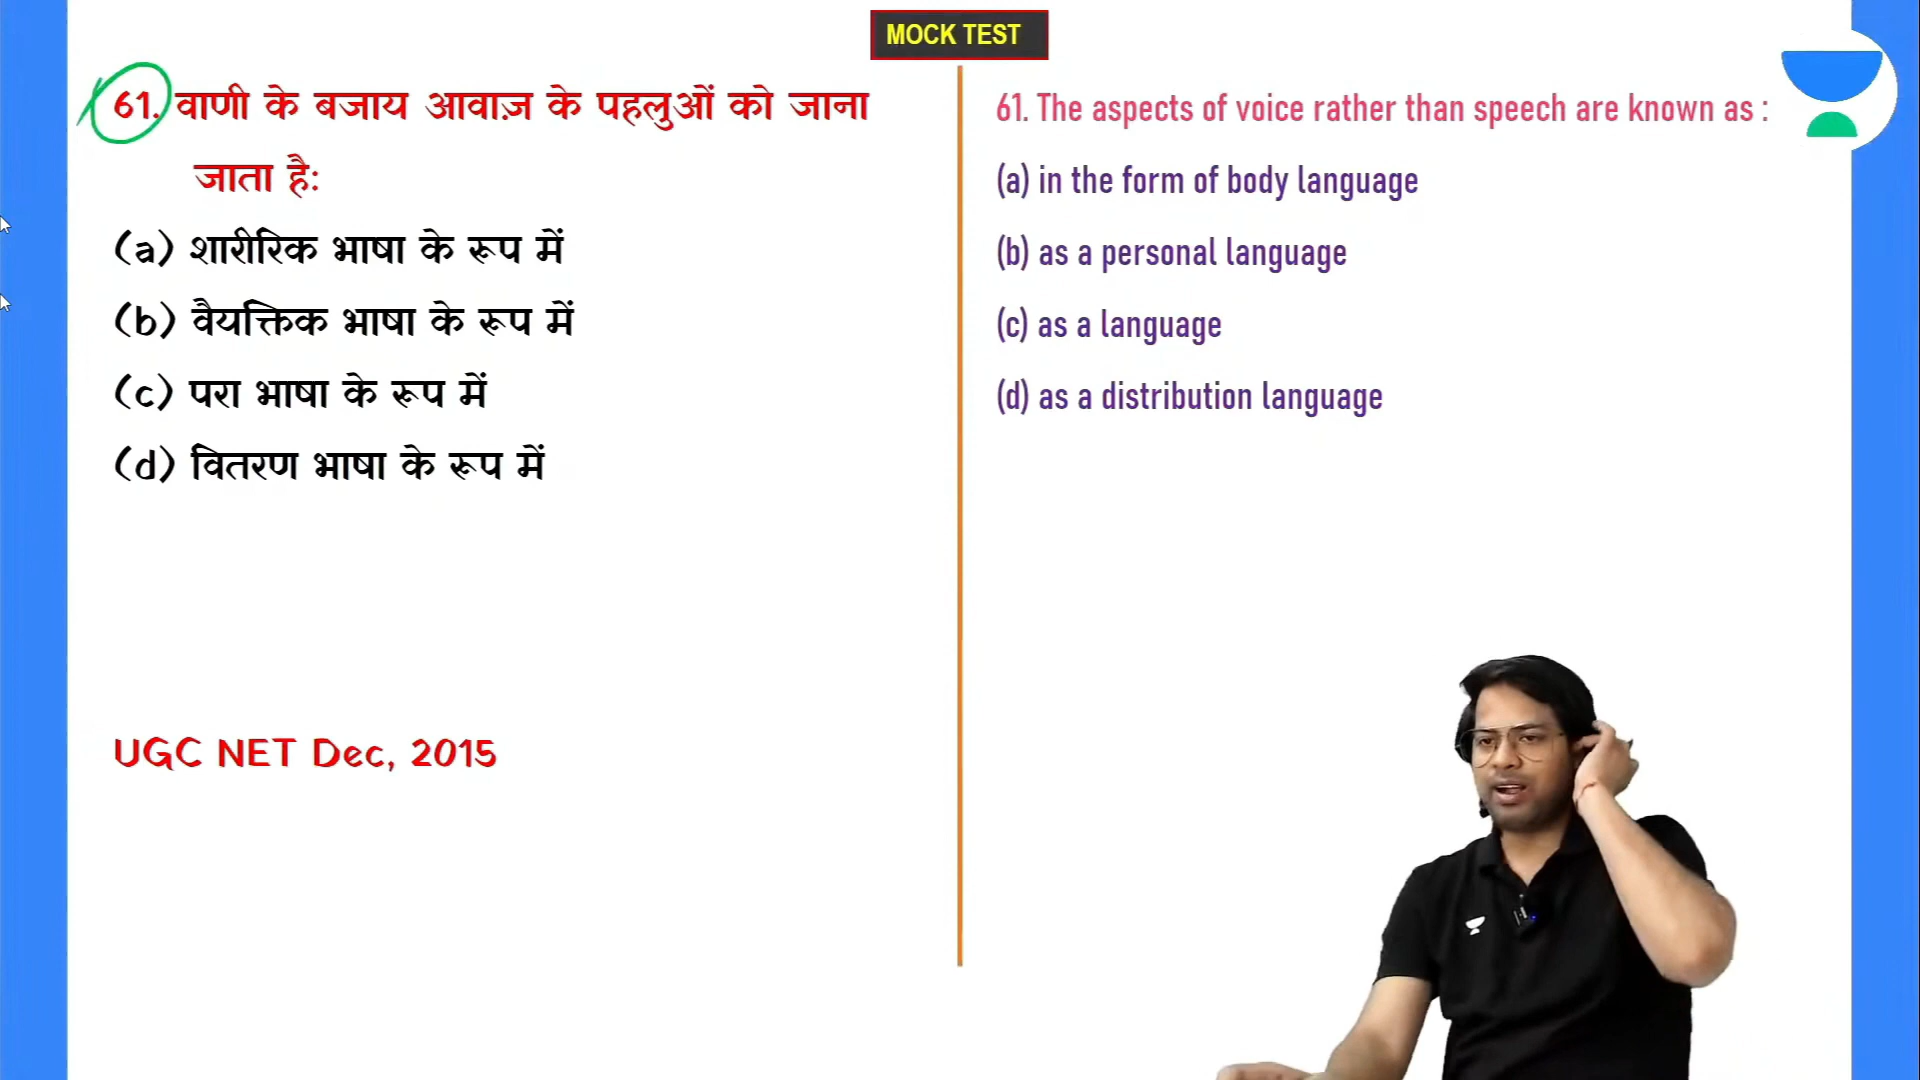 MOCK TEST
61. वाणी के बजाय आवाज़ के पहलुओं को जाना
जाता है:
(a) शारीरिक भाषा के रूप में
(b) वैयक्तिक भाषा के रूप में
(c) परा भाषा के रूप में
(d) वितरण भाषा के रूप में
UGC NET Dec, 2015
61. The aspects of voice rather than speech are known as :
(a) in the form of body language
(b) as a personal language
(c) as a language
(d) as a distribution language